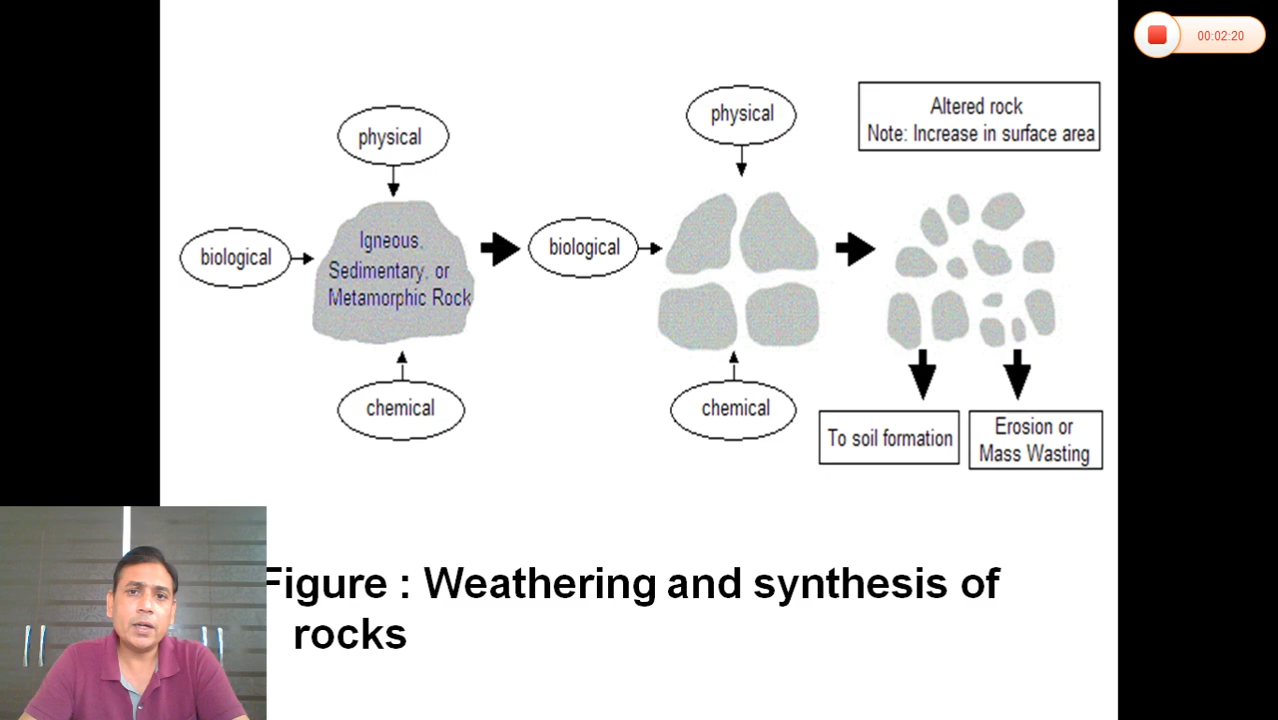 00:02:20
physical
biological
Igneous,
Sedimentary, or
Metamorphic Rock
chemical
physical
biological
chemical
Altered rock
Note: Increase in surface area
To soil formation
Erosion or
Mass Wasting
Figure : Weathering and synthesis of
rocks